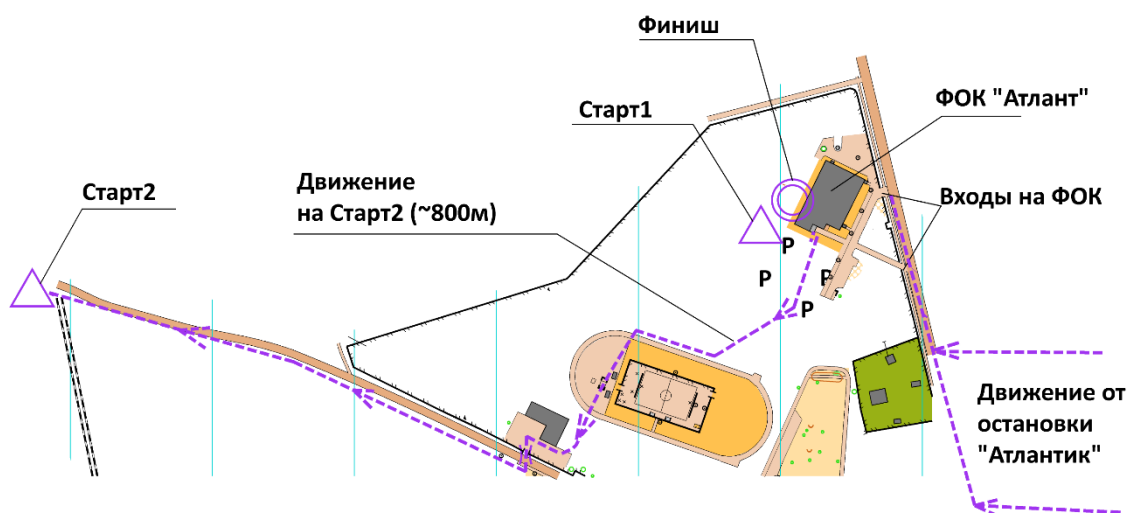 Финиш
ФОК "Атлант"
Старт1
Старт2
Движение
на Старт2 (~800м)
Входы на ФОК
P
P
P
P
Движение от
остановки
"Атлантик"